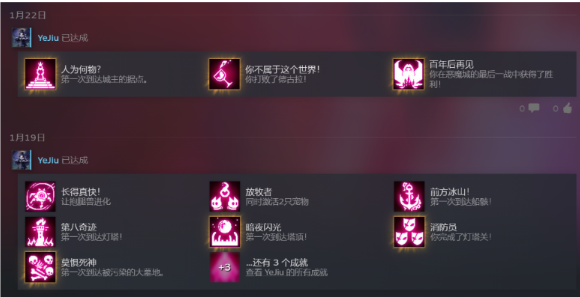 1月22日
YeJiu 已达成
人为何物?
第一次到达城主的据点。
你不属于这个世界!
你打败了德古拉!
百年后再见
你在恶魔城的最后一战中获得了胜利!
0 0
1月19日
YeJiu 已达成
长得真快!
让抱腿兽进化
放牧者
同时激活2只宠物
前方冰山!
第一次到达船骸!
第八奇迹
第一次到达灯塔!
暗夜闪光
第一次到达塔顶!
消防员
你完成了灯塔关!
莫惧死神
第一次到达被污染的大墓地。
+3
...还有 3 个成就
查看 YeJiu 的所有成就